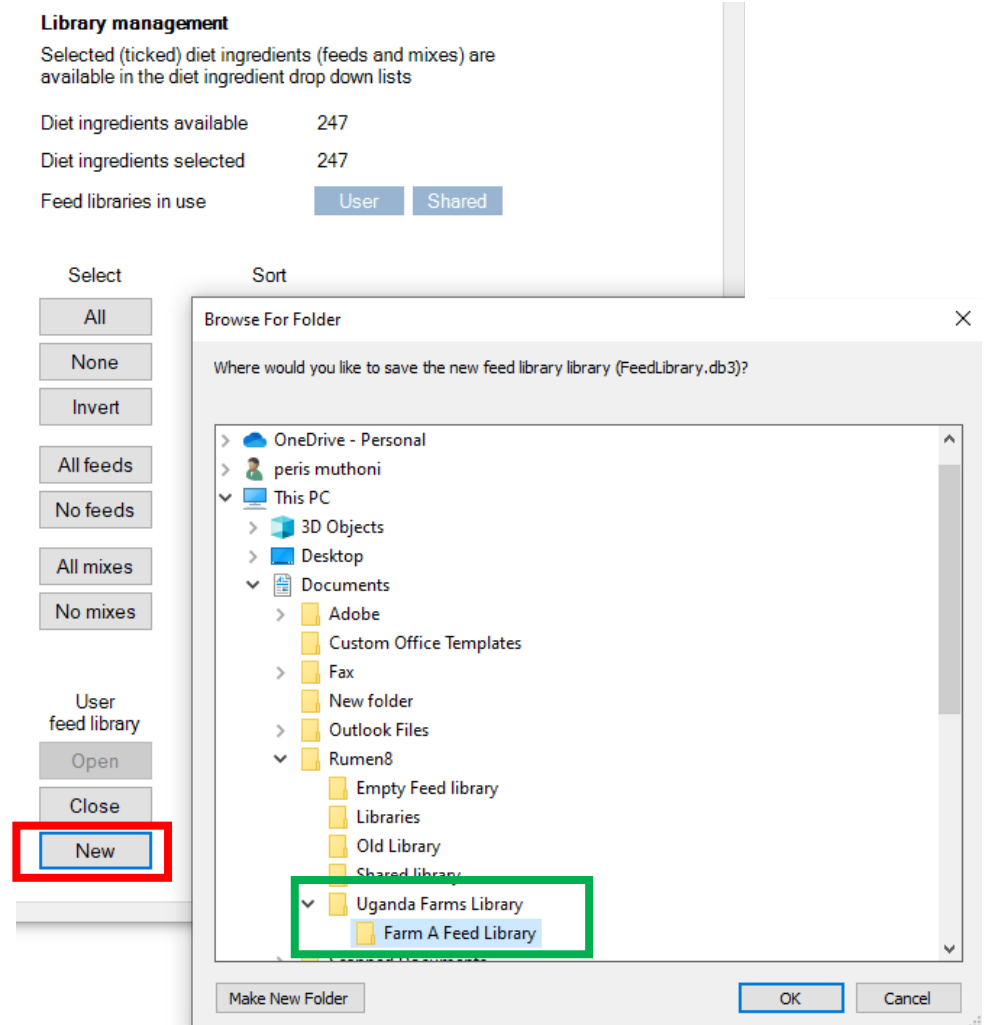 Library management
Selected (ticked) diet ingredients (feeds and mixes) are
available in the diet ingredient drop down lists
Diet ingredients available 247
Diet ingredients selected 247
Feed libraries in use User Shared
Select Sort
All
None
Invert
All feeds
No feeds
All mixes
No mixes
User
feed library
Open
Close
New
Browse For Folder
Where would you like to save the new feed library library (FeedLibrary.db3)?
OneDrive - Personal
peris muthoni
This PC
3D Objects
Desktop
Documents
Adobe
Custom Office Templates
Fax
New folder
Outlook Files
Rumen8
Empty Feed library
Libraries
Old Library
Shared library
Uganda Farms Library
Farm A Feed Library
Scanned Documents
Make New Folder OK Cancel